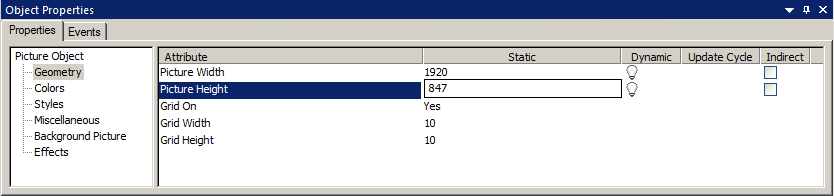 Object Properties
Properties Events
Picture Object
Geometry
Colors
Styles
Miscellaneous
Background Picture
Effects
Attribute Static Dynamic Update Cycle Indirect
Picture Width 1920
Picture Height 847
Grid On Yes
Grid Width 10
Grid Height 10